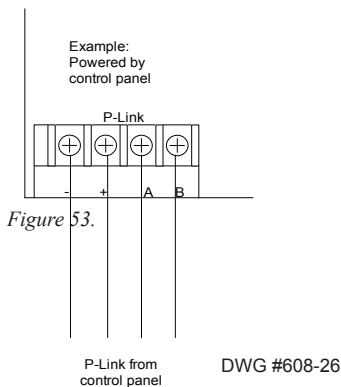 Example:
Powered by
control panel
P-Link
- + A B
Figure 53.
P-Link from
control panel
DWG #608-26